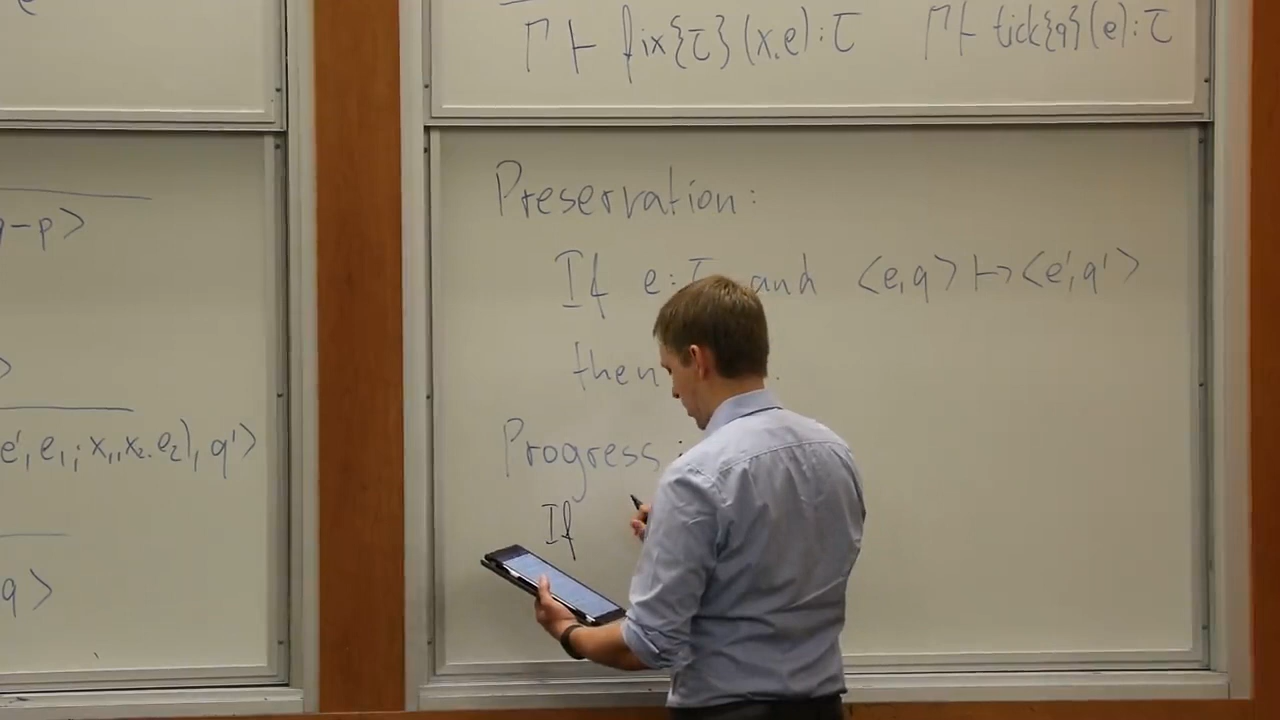 q-p>
>
e', e₁; x₁, x₂. e₂), q'>
q>
Γ ⊢ fix{τ}(x.e) : τ Γ ⊢ tick{q}(e) : τ
Preservation:
If e : τ and <e, q> ↦ <e', q'>
then
Progress:
If